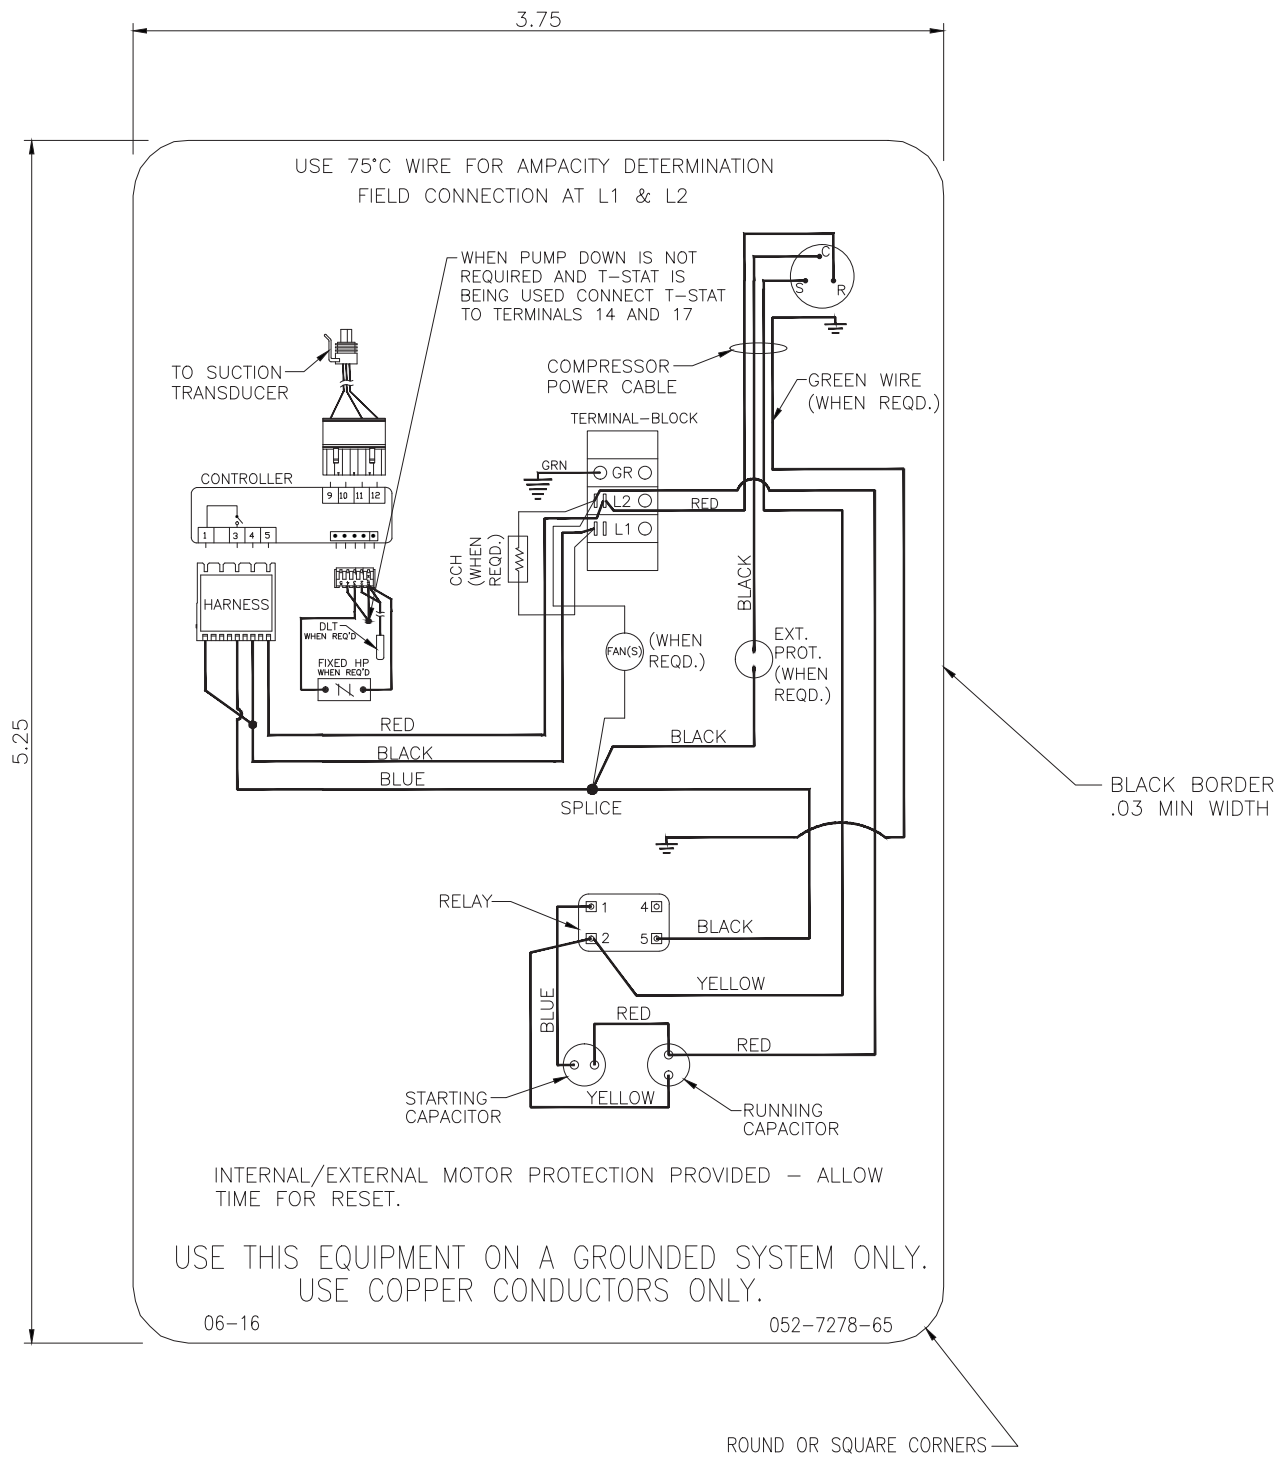 3.75
USE 75°C WIRE FOR AMPACITY DETERMINATION
FIELD CONNECTION AT L1 & L2
WHEN PUMP DOWN IS NOT
REQUIRED AND T-STAT IS
BEING USED CONNECT T-STAT
TO TERMINALS 14 AND 17
C
S
R
TO SUCTION
TRANSDUCER
COMPRESSOR
POWER CABLE
GREEN WIRE
(WHEN REQD.)
TERMINAL-BLOCK
CONTROLLER
GRN
GR
9 10 11 12
L2
RED
1 3 4 5
L1
CCH
(WHEN
REQD.)
BLACK
HARNESS
DLT
WHEN REQ'D
FIXED HP
WHEN REQ'D
FAN(S)
(WHEN
REQD.)
EXT.
PROT.
(WHEN
REQD.)
RED
BLACK
BLACK
BLUE
SPLICE
5.25
BLACK BORDER
.03 MIN WIDTH
RELAY
1 4
2 5
BLACK
YELLOW
BLUE
RED
RED
STARTING
CAPACITOR
YELLOW
RUNNING
CAPACITOR
INTERNAL/EXTERNAL MOTOR PROTECTION PROVIDED - ALLOW
TIME FOR RESET.
USE THIS EQUIPMENT ON A GROUNDED SYSTEM ONLY.
USE COPPER CONDUCTORS ONLY.
06-16
052-7278-65
ROUND OR SQUARE CORNERS